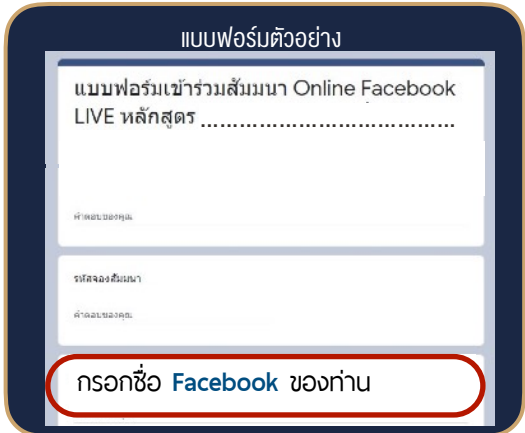 แบบฟอร์มตัวอย่าง
แบบฟอร์มเข้าร่วมสัมมนา Online Facebook
LIVE หลักสูตร ........................................
คำตอบของคุณ
รหัสจองสัมมนา
คำตอบของคุณ
กรอกชื่อ Facebook ของท่าน